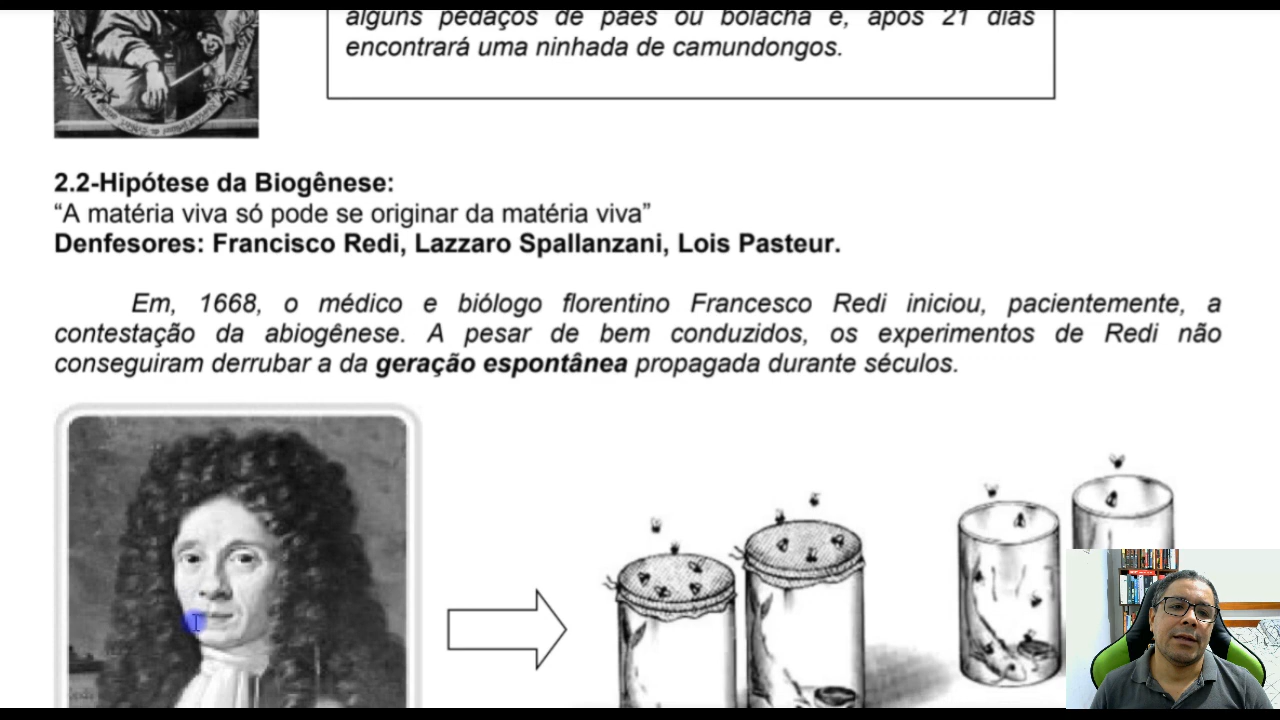 alguns pedaços de pães ou bolacha e, após 21 dias
encontrará uma ninhada de camundongos.
2.2-Hipótese da Biogênese:
“A matéria viva só pode se originar da matéria viva”
Denfesores: Francisco Redi, Lazzaro Spallanzani, Lois Pasteur.
Em, 1668, o médico e biólogo florentino Francesco Redi iniciou, pacientemente, a
contestação da abiogênese. A pesar de bem conduzidos, os experimentos de Redi não
conseguiram derrubar a da geração espontânea propagada durante séculos.